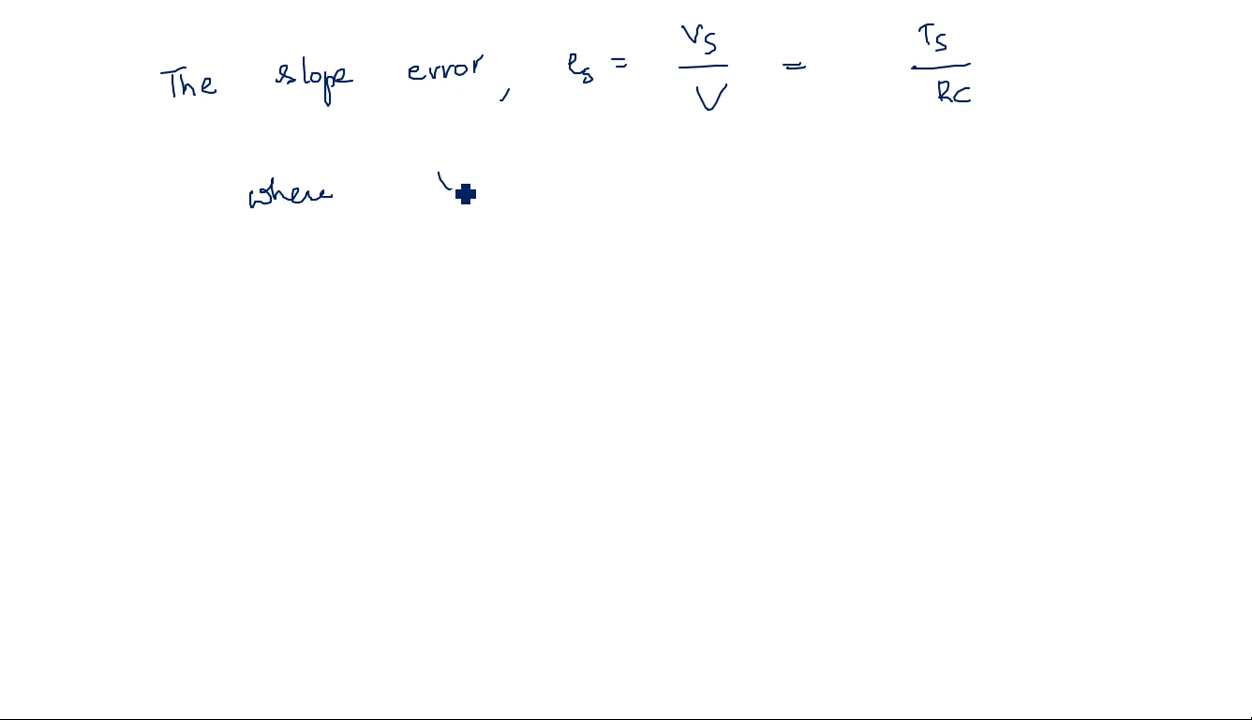 The slope error, es = Vs / V = Ts / RC
where